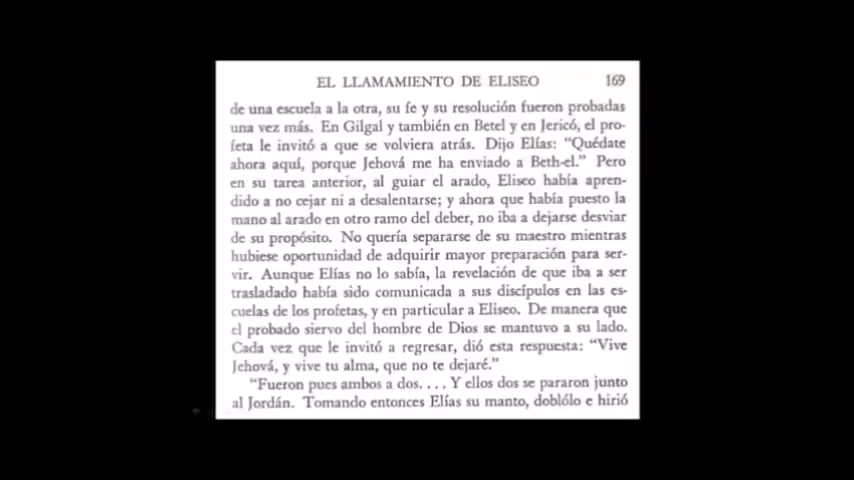 EL LLAMAMIENTO DE ELISEO 169
de una escuela a la otra, su fe y su resolución fueron probadas
una vez más. En Gilgal y también en Betel y en Jericó, el pro-
feta le invitó a que se volviera atrás. Dijo Elías: "Quédate
ahora aquí, porque Jehová me ha enviado a Beth-el." Pero
en su tarea anterior, al guiar el arado, Eliseo había apren-
dido a no cejar ni a desalentarse; y ahora que había puesto la
mano al arado en otro ramo del deber, no iba a dejarse desviar
de su propósito. No quería separarse de su maestro mientras
hubiese oportunidad de adquirir mayor preparación para ser-
vir. Aunque Elías no lo sabía, la revelación de que iba a ser
trasladado había sido comunicada a sus discípulos en las es-
cuelas de los profetas, y en particular a Eliseo. De manera que
el probado siervo del hombre de Dios se mantuvo a su lado.
Cada vez que le invitó a regresar, dió esta respuesta: "Vive
Jehová, y vive tu alma, que no te dejaré."
"Fueron pues ambos a dos. . . . Y ellos dos se pararon junto
al Jordán. Tomando entonces Elías su manto, doblólo e hirió